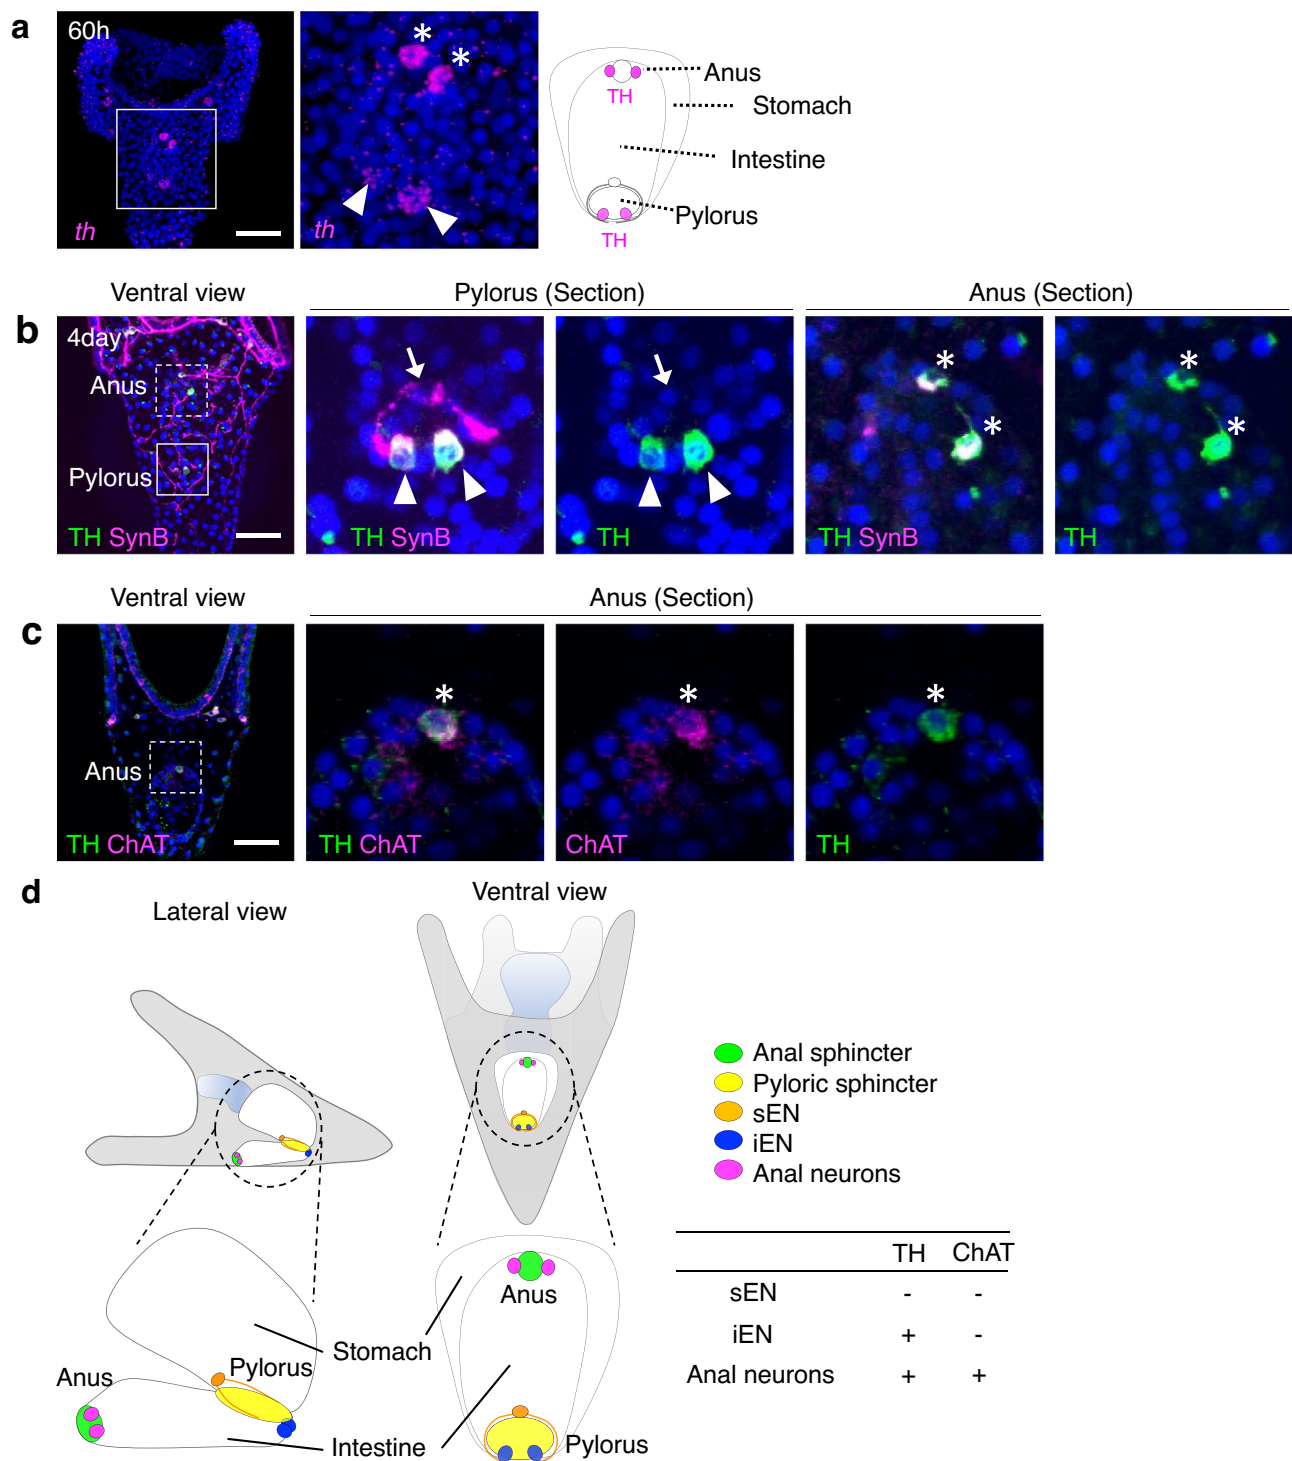 a
60h
*
*
th
th
Anus
TH
Stomach
Intestine
Pylorus
TH
Ventral view
Pylorus (Section)
Anus (Section)
b
4day
Anus
Pylorus
TH SynB
TH SynB
TH
*
*
TH SynB
*
*
TH
Ventral view
Anus (Section)
c
Anus
TH ChAT
*
TH ChAT
*
ChAT
*
TH
d
Lateral view
Ventral view
Anal sphincter
Pyloric sphincter
sEN
iEN
Anal neurons
TH ChAT
sEN - -
iEN + -
Anal neurons + +
Anus
Stomach
Pylorus
Anus
Intestine
Pylorus